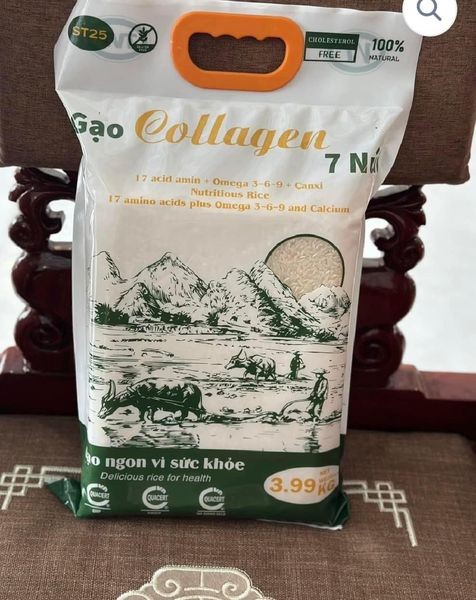 ST25
CHOLESTEROL
FREE
100%
NATURAL
Gạo Collagen
7 Núi
17 acid amin + Omega 3-6-9 + Canxi
Nutritious Rice
17 amino acids plus Omega 3-6-9 and Calcium
ngon vì sức khỏe
Delicious rice for health
3.99 KG
NET
QUACERT
QUACERT
QUACERT